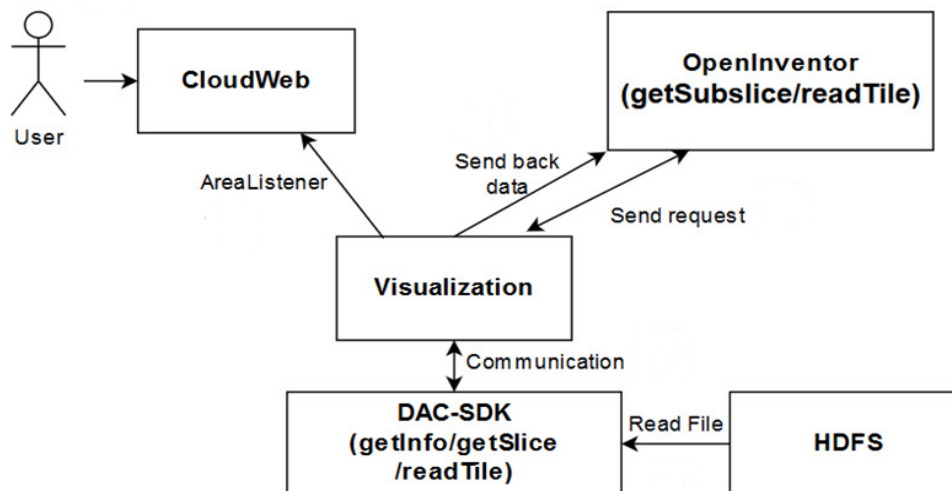 CloudWeb
OpenInventor
(getSubslice/readTile)
User
AreaListener
Send back
data
Send request
Visualization
Communication
DAC-SDK
(getInfo/getSlice
/readTile)
Read File
HDFS